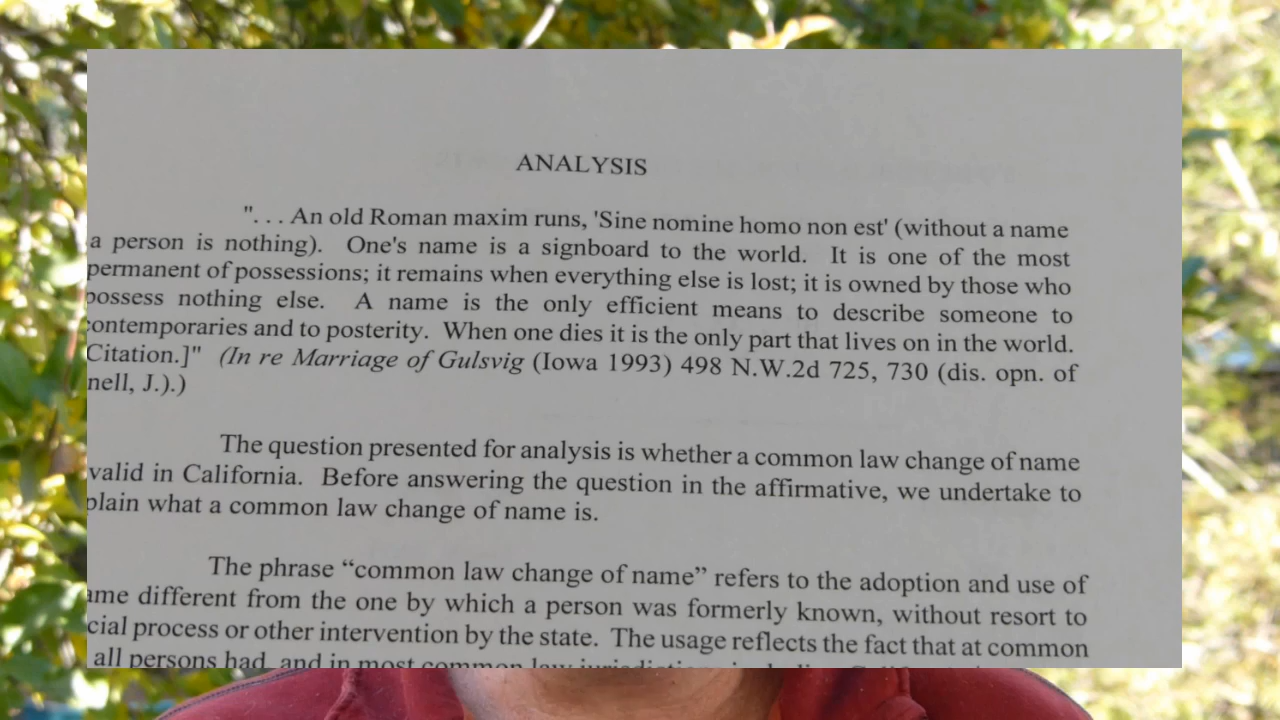 ANALYSIS
". . . An old Roman maxim runs, 'Sine nomine homo non est' (without a name
a person is nothing). One's name is a signboard to the world. It is one of the most
permanent of possessions; it remains when everything else is lost; it is owned by those who
possess nothing else. A name is the only efficient means to describe someone to
contemporaries and to posterity. When one dies it is the only part that lives on in the world.
Citation.]" (In re Marriage of Gulsvig (Iowa 1993) 498 N.W.2d 725, 730 (dis. opn. of
nell, J.).)
The question presented for analysis is whether a common law change of name
valid in California. Before answering the question in the affirmative, we undertake to
plain what a common law change of name is.
The phrase “common law change of name” refers to the adoption and use of
ame different from the one by which a person was formerly known, without resort to
cial process or other intervention by the state. The usage reflects the fact that at common
all persons had, and in most common law